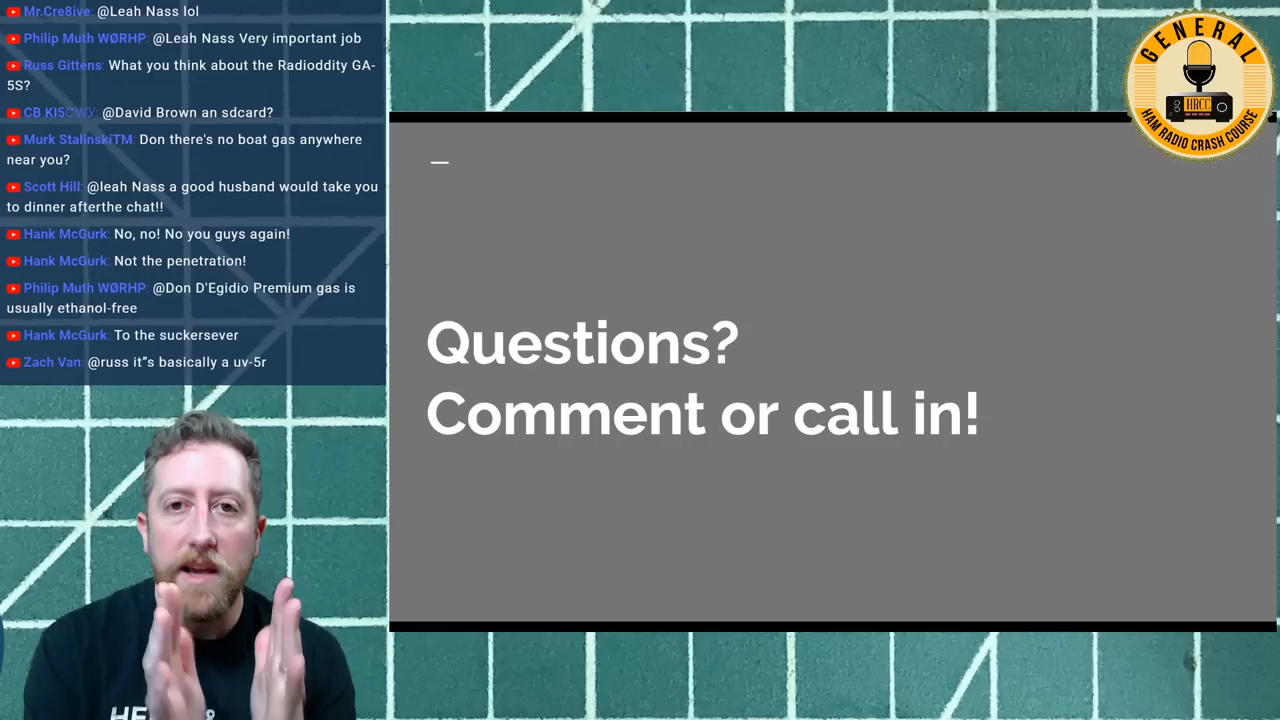 Mr.Cre8ive: @Leah Nass lol
Philip Muth WØRHP: @Leah Nass Very important job
Russ Gittens: What you think about the Radioddity GA-
5S?
CB KI5CWY: @David Brown an sdcard?
Murk StalinskiTM: Don there's no boat gas anywhere
near you?
Scott Hill: @leah Nass a good husband would take you
to dinner afterthe chat!!
Hank McGurk: No, no! No you guys again!
Hank McGurk: Not the penetration!
Philip Muth WØRHP: @Don D'Egidio Premium gas is
usually ethanol-free
Hank McGurk: To the suckersever
Zach Van: @russ it"s basically a uv-5r
GENERAL
HRCC
HAM RADIO CRASH COURSE
Questions?
Comment or call in!